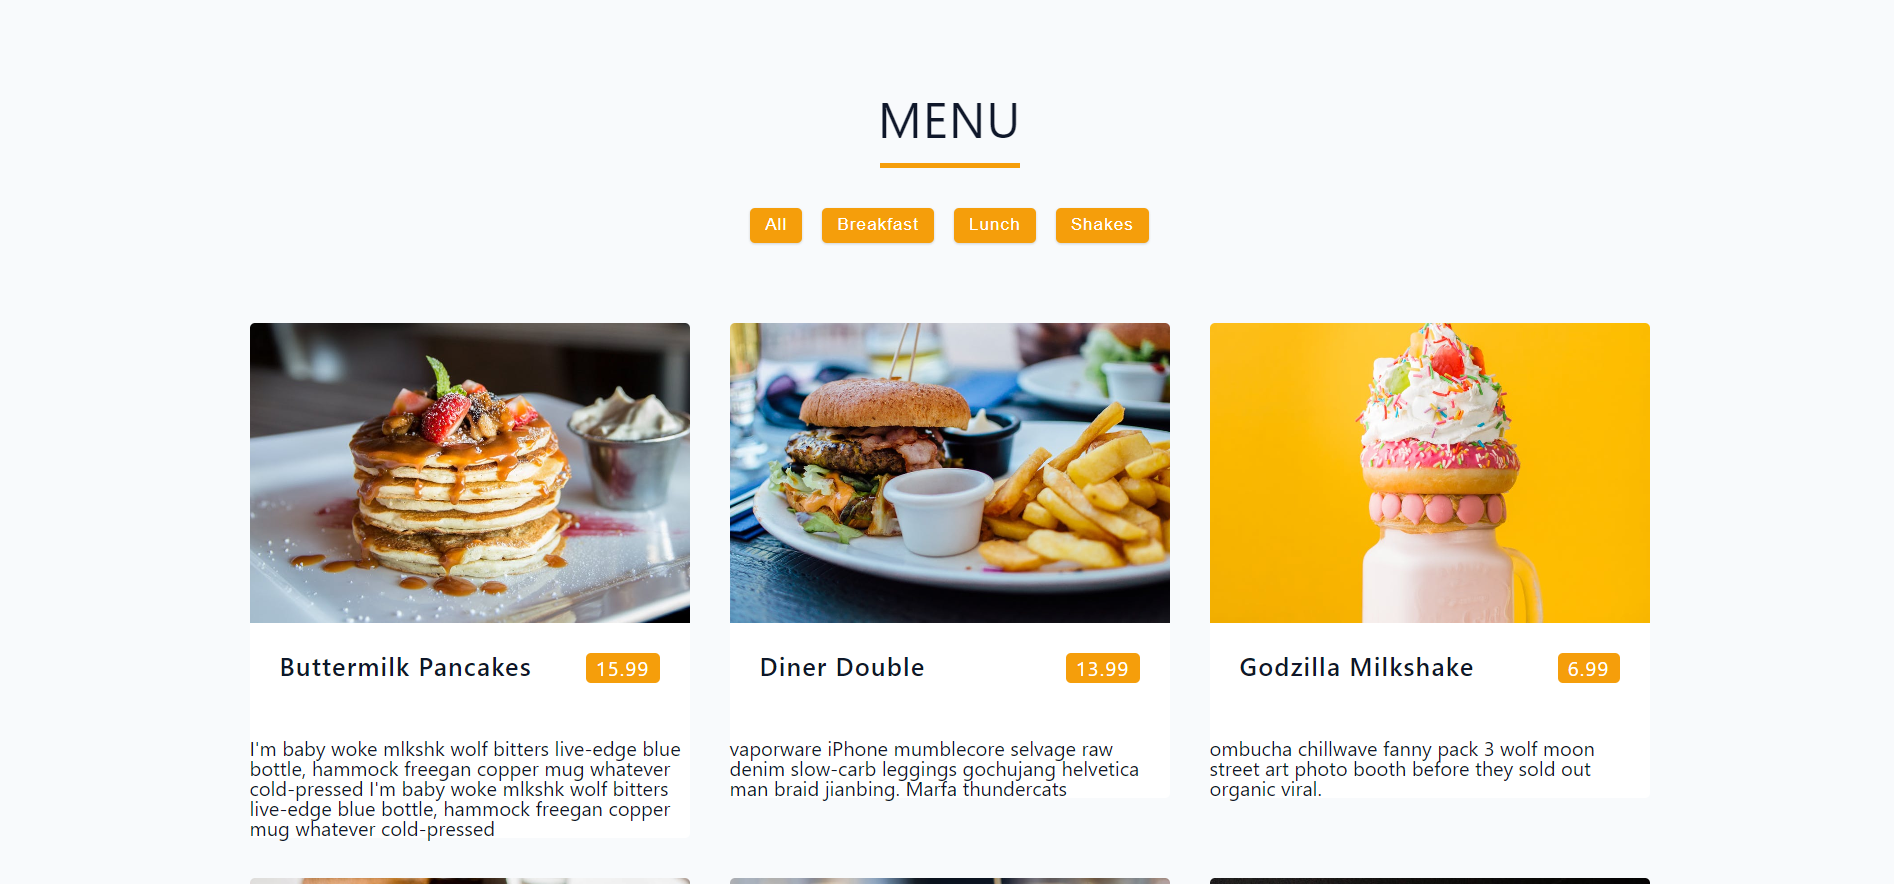 MENU
All
Breakfast
Lunch
Shakes
Buttermilk Pancakes
15.99
I'm baby woke mlkshk wolf bitters live-edge blue
bottle, hammock freegan copper mug whatever
cold-pressed I'm baby woke mlkshk wolf bitters
live-edge blue bottle, hammock freegan copper
mug whatever cold-pressed
Diner Double
13.99
vaporware iPhone mumblecore selvage raw
denim slow-carb leggings gochujang helvetica
man braid jianbing. Marfa thundercats
Godzilla Milkshake
6.99
ombucha chillwave fanny pack 3 wolf moon
street art photo booth before they sold out
organic viral.